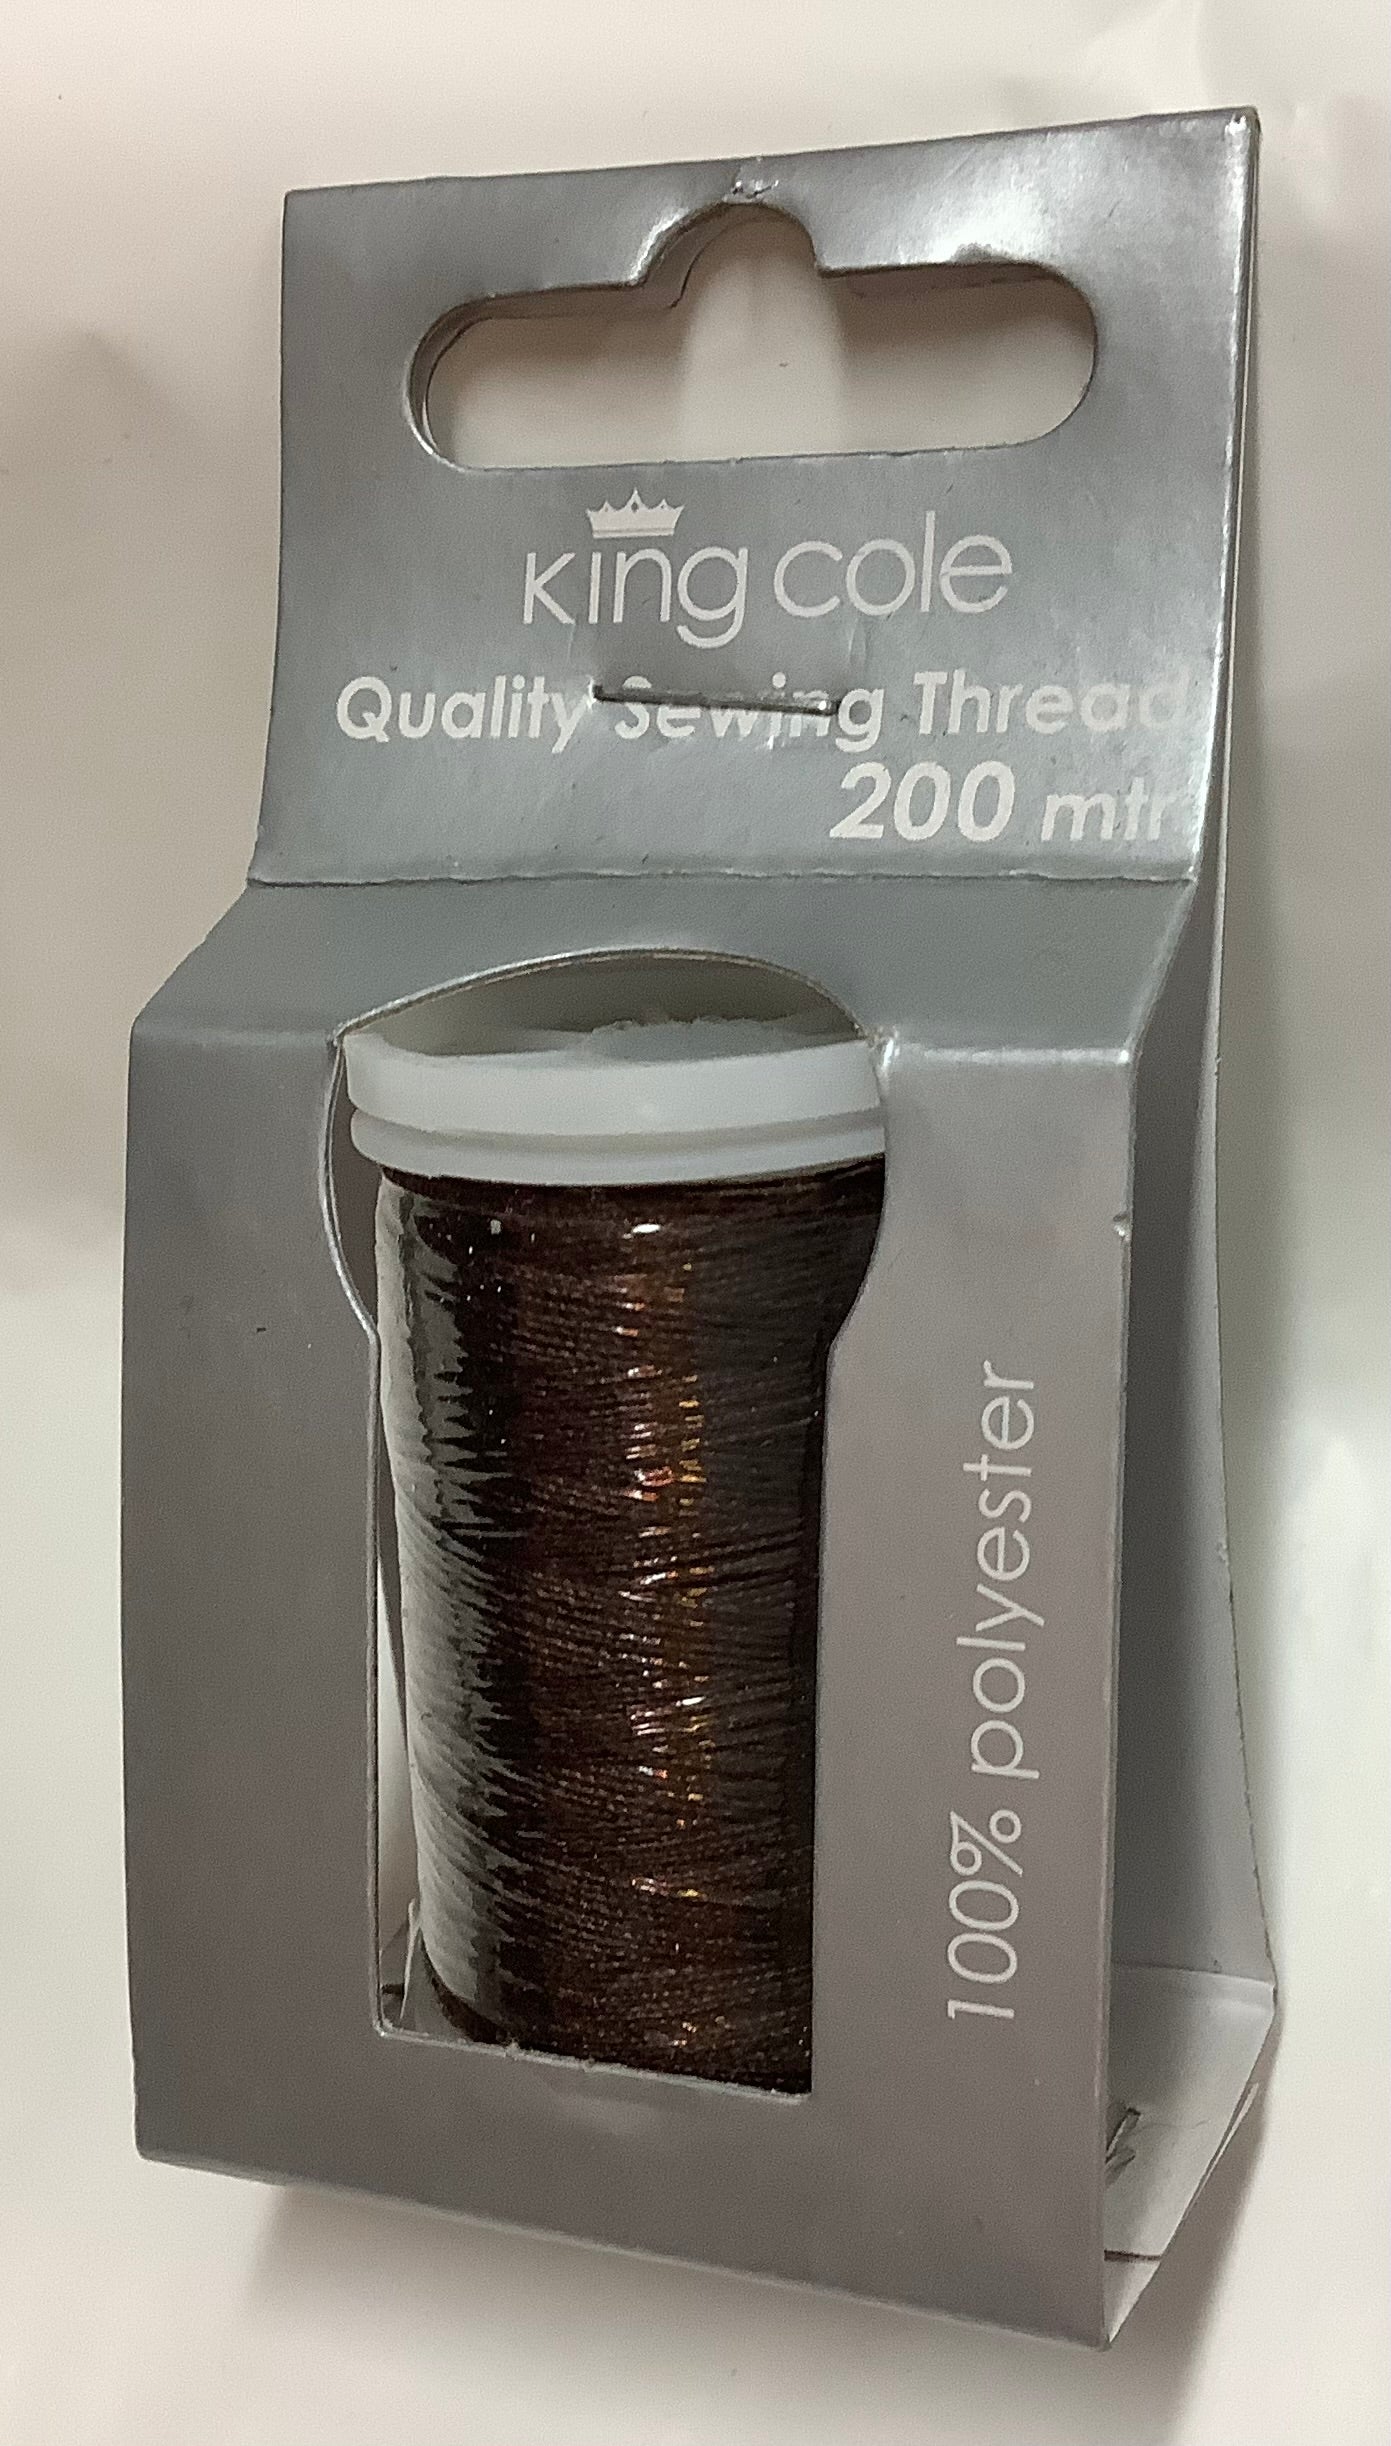 king cole
Quality Sewing Thread
200 mtr
100% polyester